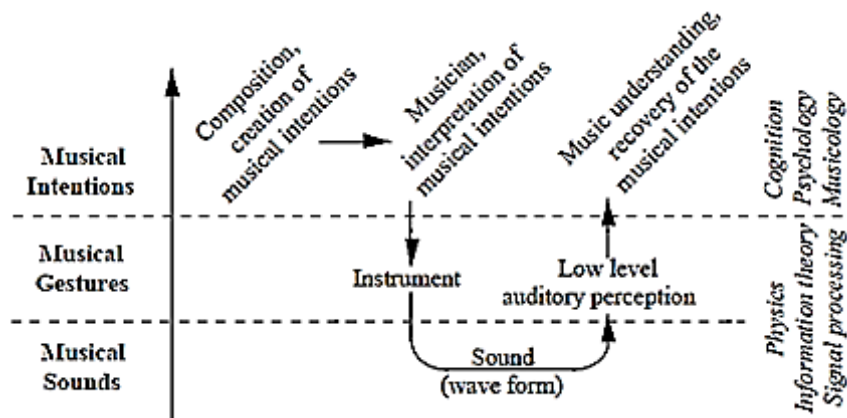 Composition,
creation of
musical intentions
Musician,
interpretation of
musical intentions
Music understanding,
recovery of the
musical intentions
Musical
Intentions
Cognition
Psychology
Musicology
Musical
Gestures
Instrument
Low level
auditory perception
Musical
Sounds
Sound
(wave form)
Physics
Information theory
Signal processing